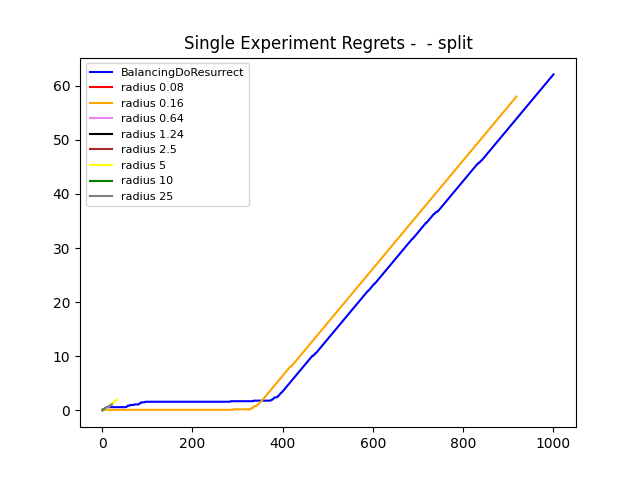 Single Experiment Regrets -  - split
BalancingDoResurrect
radius 0.08
radius 0.16
radius 0.64
radius 1.24
radius 2.5
radius 5
radius 10
radius 25
60
50
40
30
20
10
0
0 200 400 600 800 1000